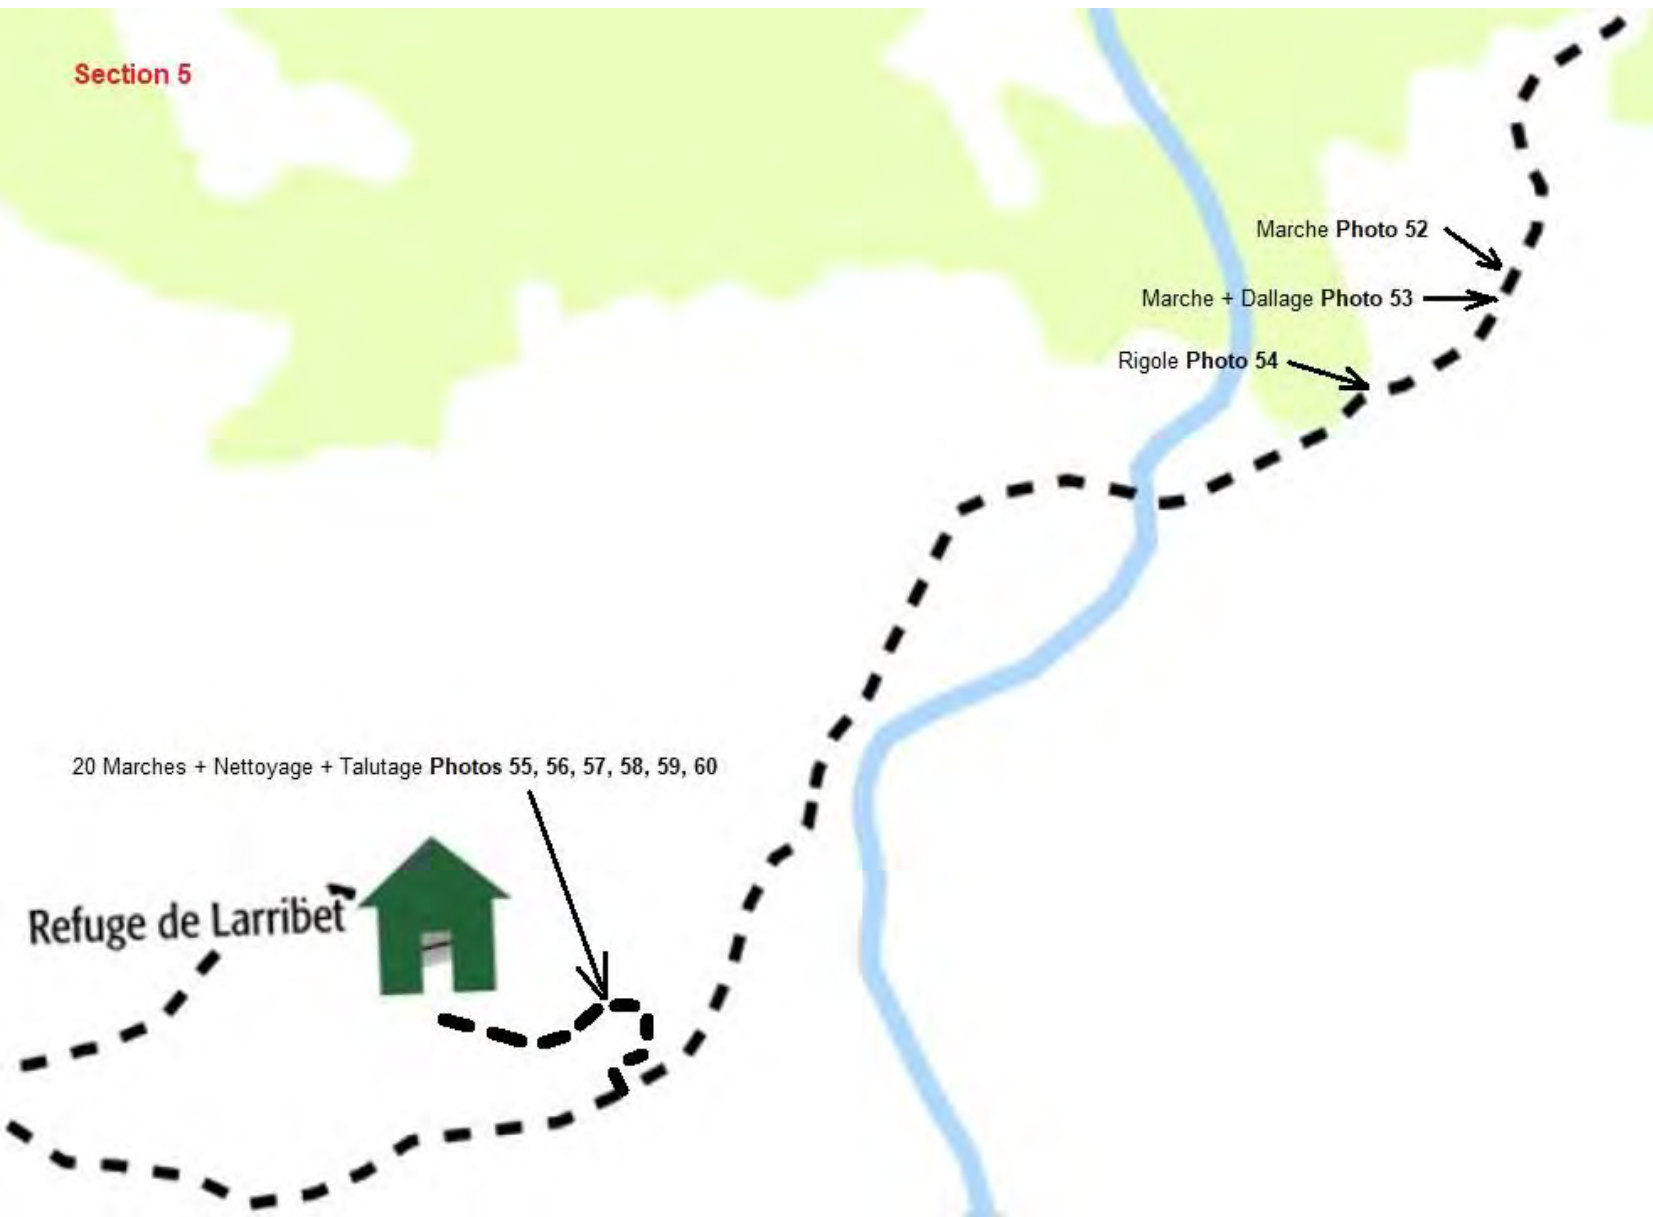 Section 5
Marche Photo 52
Marche + Dallage Photo 53
Rigole Photo 54
20 Marches + Nettoyage + Talutage Photos 55, 56, 57, 58, 59, 60
Refuge de Larribet